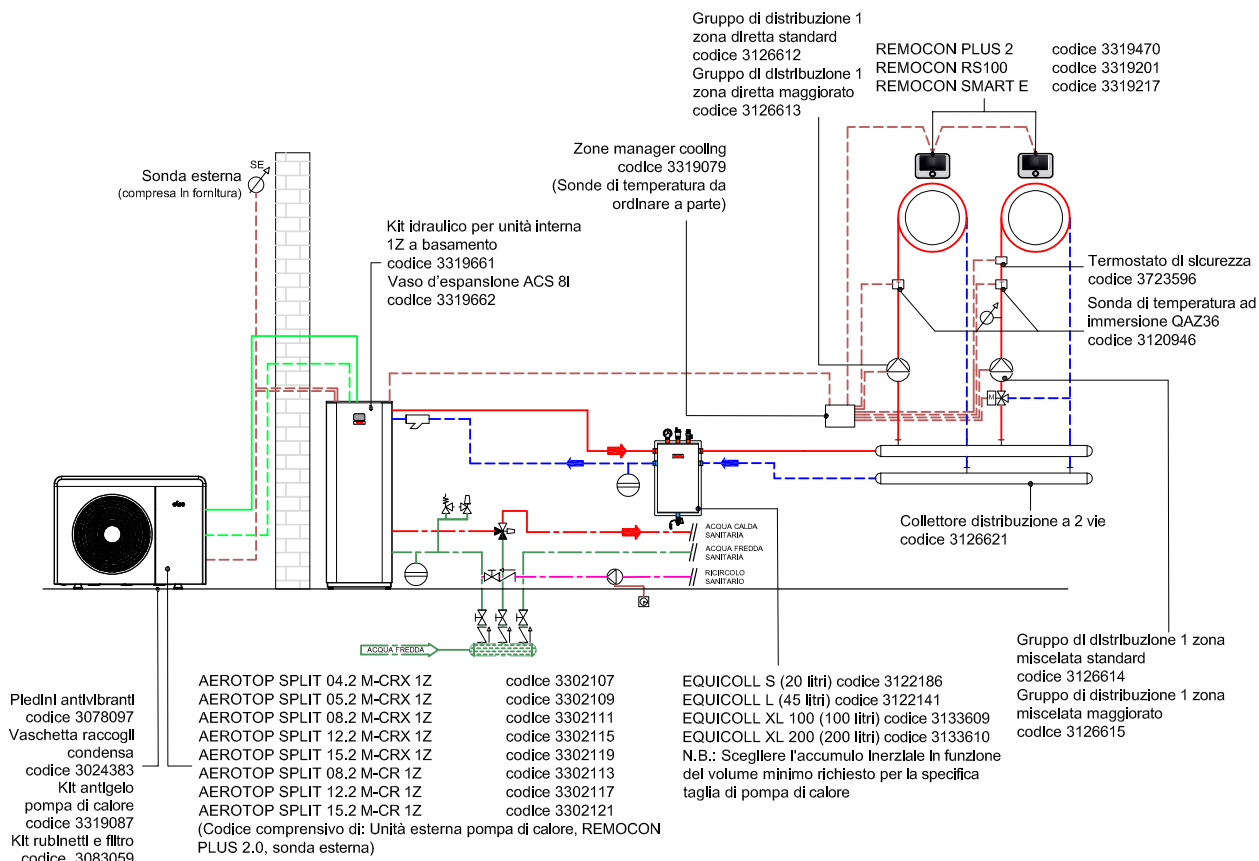 Gruppo di distribuzione 1
zona diretta standard
codice 3126612
Gruppo di distribuzione 1
zona diretta maggiorato
codice 3126613
REMOCON PLUS 2 codice 3319470
REMOCON RS100 codice 3319201
REMOCON SMART E codice 3319217
Zone manager cooling
codice 3319079
(Sonde di temperatura da
ordinare a parte)
SE
Sonda esterna
(compresa in fornitura)
Kit idraulico per unità interna
1Z a basamento
codice 3319661
Vaso d'espansione ACS 8l
codice 3319662
Termostato di sicurezza
codice 3723596
Sonda di temperatura ad
immersione QAZ36
codice 3120946
M
Collettore distribuzione a 2 vie
codice 3126621
ACQUA CALDA
SANITARIA
ACQUA FREDDA
SANITARIA
RICIRCOLO
SANITARIO
ACQUA FREDDA
elco
Gruppo di distribuzione 1 zona
miscelata standard
codice 3126614
Gruppo di distribuzione 1 zona
miscelata maggiorato
codice 3126615
Piedini antivibranti
codice 3078097
Vaschetta raccogli
condensa
codice 3024383
Kit antigelo
pompa di calore
codice 3319087
Kit rubinetti e filtro
codice 3083059
AEROTOP SPLIT 04.2 M-CRX 1Z codice 3302107
AEROTOP SPLIT 05.2 M-CRX 1Z codice 3302109
AEROTOP SPLIT 08.2 M-CRX 1Z codice 3302111
AEROTOP SPLIT 12.2 M-CRX 1Z codice 3302115
AEROTOP SPLIT 15.2 M-CRX 1Z codice 3302119
AEROTOP SPLIT 08.2 M-CR 1Z codice 3302113
AEROTOP SPLIT 12.2 M-CR 1Z codice 3302117
AEROTOP SPLIT 15.2 M-CR 1Z codice 3302121
(Codice comprensivo di: Unità esterna pompa di calore, REMOCON
PLUS 2.0, sonda esterna)
EQUICOLL S (20 litri) codice 3122186
EQUICOLL L (45 litri) codice 3122141
EQUICOLL XL 100 (100 litri) codice 3133609
EQUICOLL XL 200 (200 litri) codice 3133610
N.B.: Scegliere l'accumulo inerziale in funzione
del volume minimo richiesto per la specifica
taglia di pompa di calore